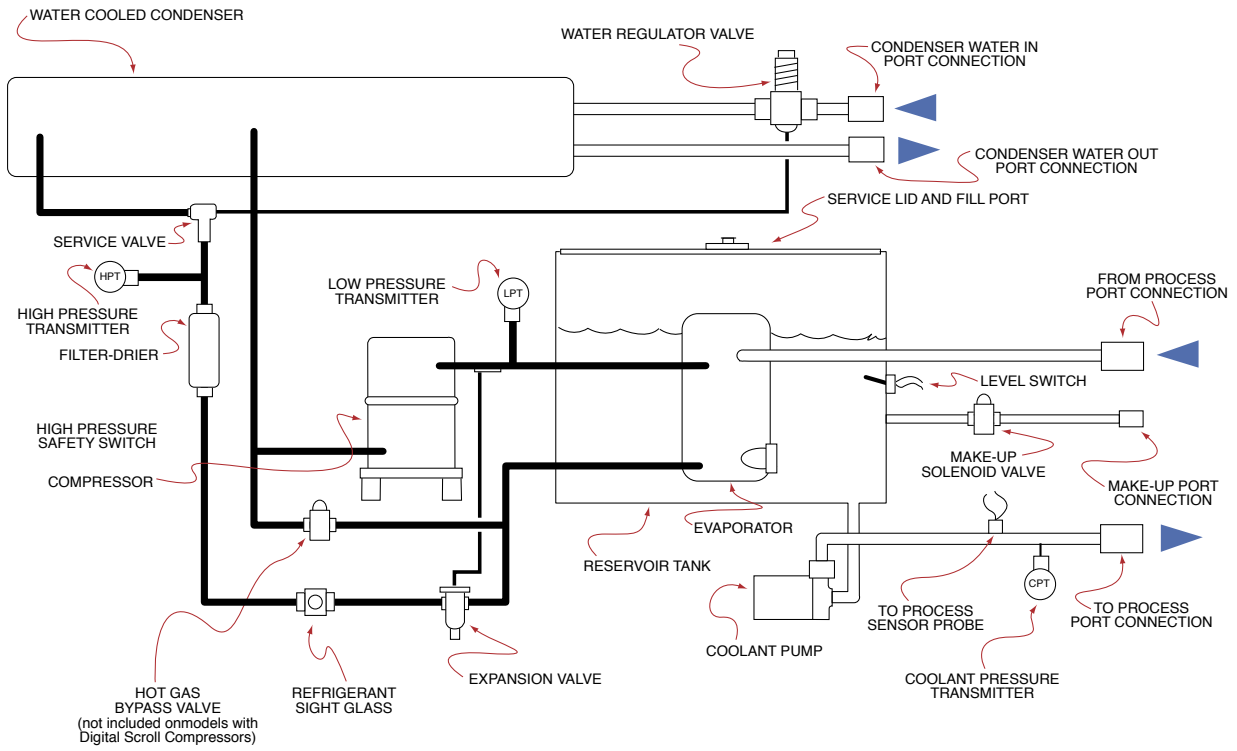 WATER COOLED CONDENSER
WATER REGULATOR VALVE
CONDENSER WATER IN
PORT CONNECTION
CONDENSER WATER OUT
PORT CONNECTION
SERVICE LID AND FILL PORT
SERVICE VALVE
HPT
HIGH PRESSURE
TRANSMITTER
LOW PRESSURE
TRANSMITTER
LPT
FROM PROCESS
PORT CONNECTION
FILTER-DRIER
LEVEL SWITCH
HIGH PRESSURE
SAFETY SWITCH
COMPRESSOR
MAKE-UP
SOLENOID VALVE
MAKE-UP PORT
CONNECTION
EVAPORATOR
RESERVOIR TANK
CPT
TO PROCESS
SENSOR PROBE
TO PROCESS
PORT CONNECTION
COOLANT PUMP
COOLANT PRESSURE
TRANSMITTER
EXPANSION VALVE
HOT GAS
BYPASS VALVE
(not included onmodels with
Digital Scroll Compressors)
REFRIGERANT
SIGHT GLASS